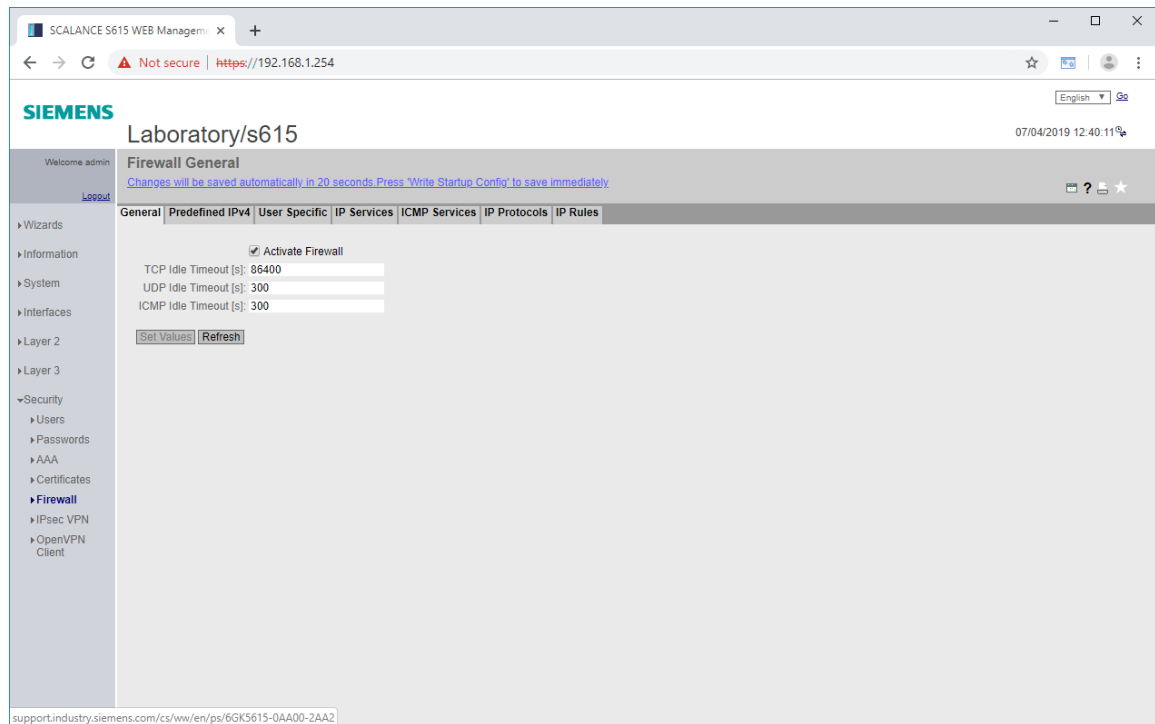 SCALANCE S615 WEB Managem
Not secure | https://192.168.1.254
English Go
SIEMENS
Laboratory/s615
07/04/2019 12:40:11
Welcome admin
Logout
Firewall General
Changes will be saved automatically in 20 seconds.Press 'Write Startup Config' to save immediately
?
General Predefined IPv4 User Specific IP Services ICMP Services IP Protocols IP Rules
Wizards
Information
System
Interfaces
Layer 2
Layer 3
Security
Users
Passwords
AAA
Certificates
Firewall
IPsec VPN
OpenVPN
Client
Activate Firewall
TCP Idle Timeout [s]: 86400
UDP Idle Timeout [s]: 300
ICMP Idle Timeout [s]: 300
Set Values Refresh
support.industry.siemens.com/cs/ww/en/ps/6GK5615-0AA00-2AA2